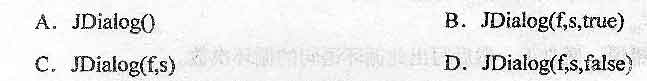 A. JDialog()
B. JDialog(f,s,true)
C. JDialog(f,s)
D. JDialog(f,s,false)